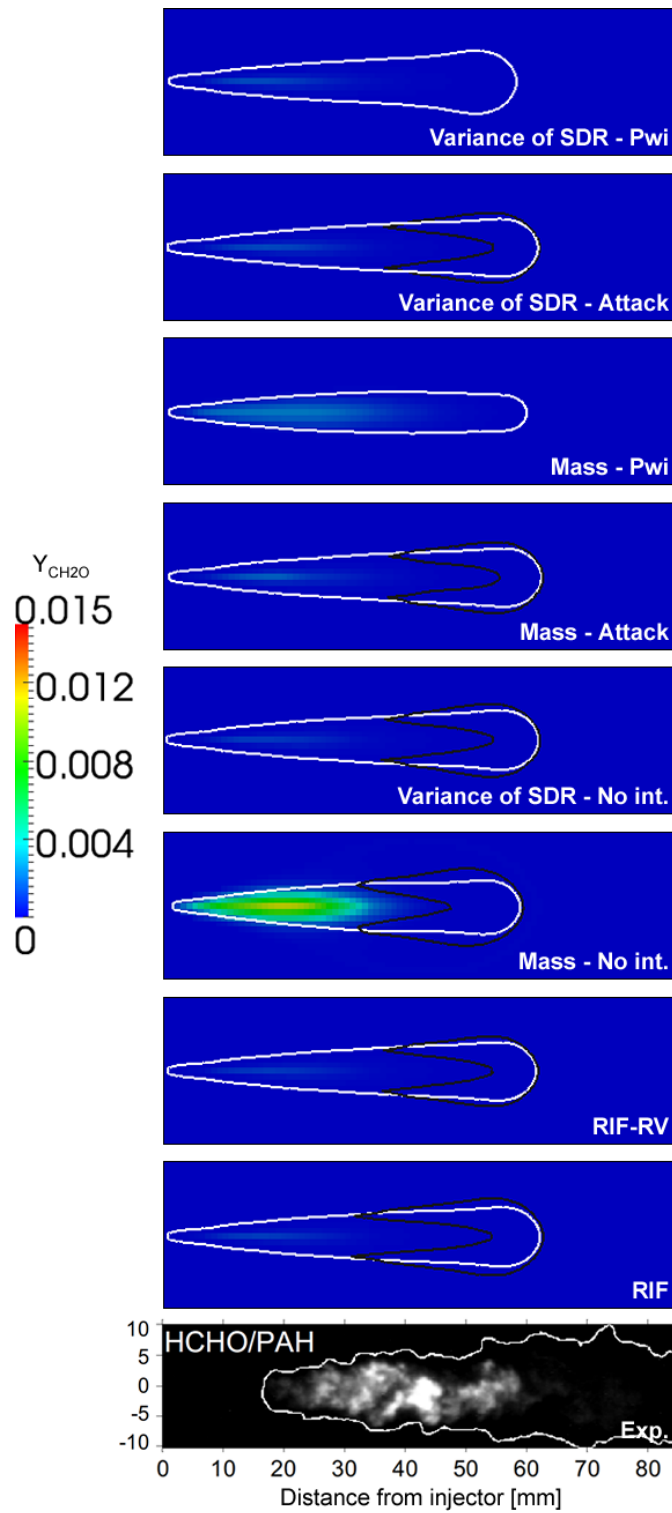 Variance of SDR - Pwi
Variance of SDR - Attack
Mass - Pwi
Mass - Attack
Variance of SDR - No int.
Mass - No int.
RIF-RV
RIF
Y_CH2O
0.015
0.012
0.008
0.004
0
HCHO/PAH
Exp.
10
5
0
-5
-10
0 10 20 30 40 50 60 70 80
Distance from injector [mm]